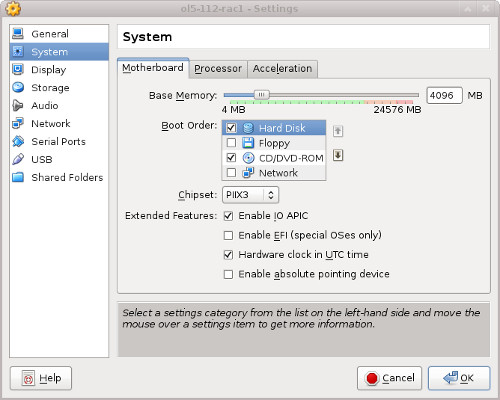 ol5-112-rac1 - Settings
General
System
Display
Storage
Audio
Network
Serial Ports
USB
Shared Folders
System
Motherboard Processor Acceleration
Base Memory: 4096 MB
4 MB 24576 MB
Boot Order: Hard Disk
Floppy
CD/DVD-ROM
Network
Chipset: PIIX3
Extended Features: Enable IO APIC
Enable EFI (special OSes only)
Hardware clock in UTC time
Enable absolute pointing device
Select a settings category from the list on the left-hand side and move the
mouse over a settings item to get more information.
Help Cancel OK